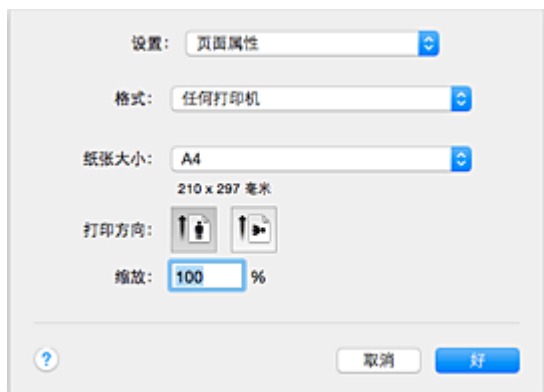 设置： 页面属性
格式： 任何打印机
纸张大小： A4
210 x 297 毫米
打印方向：
缩放： 100 %
? 取消 好